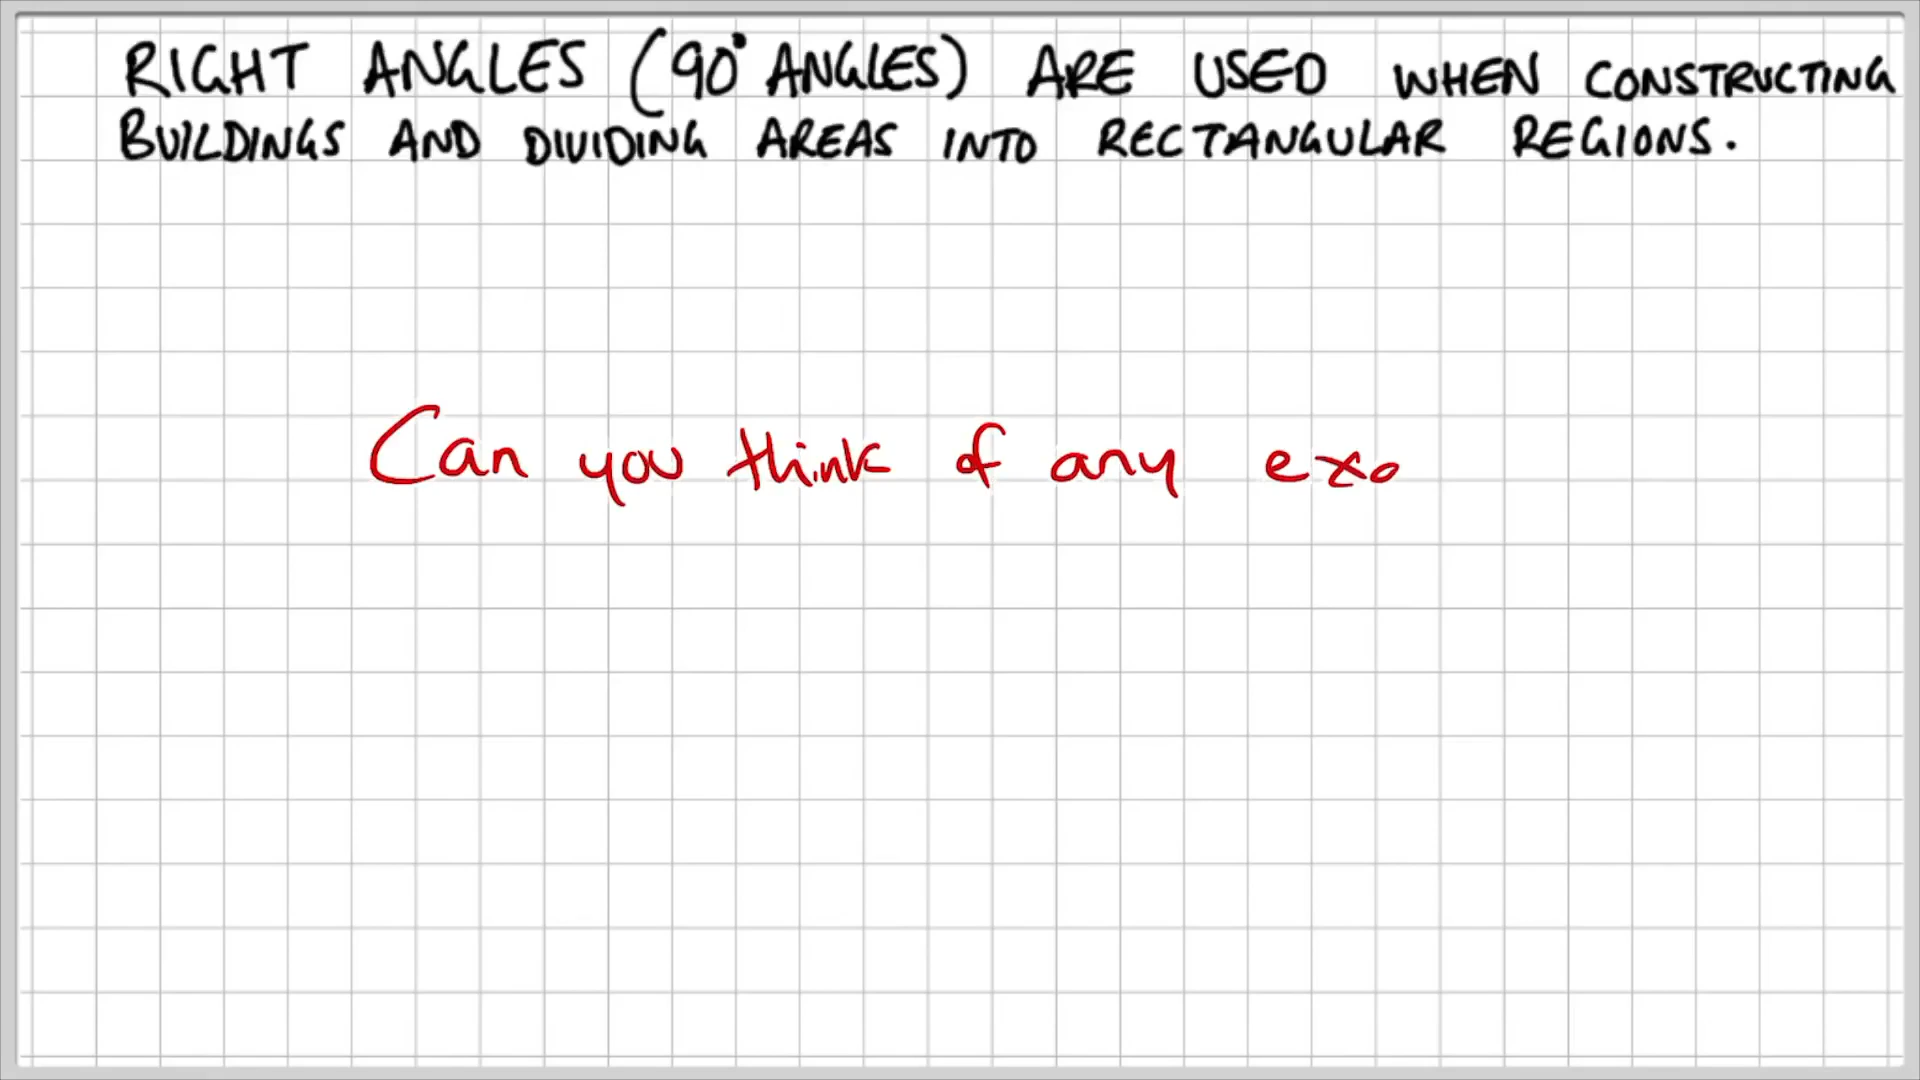 RIGHT ANGLES (90° ANGLES) ARE USED WHEN CONSTRUCTING
BUILDINGS AND DIVIDING AREAS INTO RECTANGULAR REGIONS.
Can you think of any exa